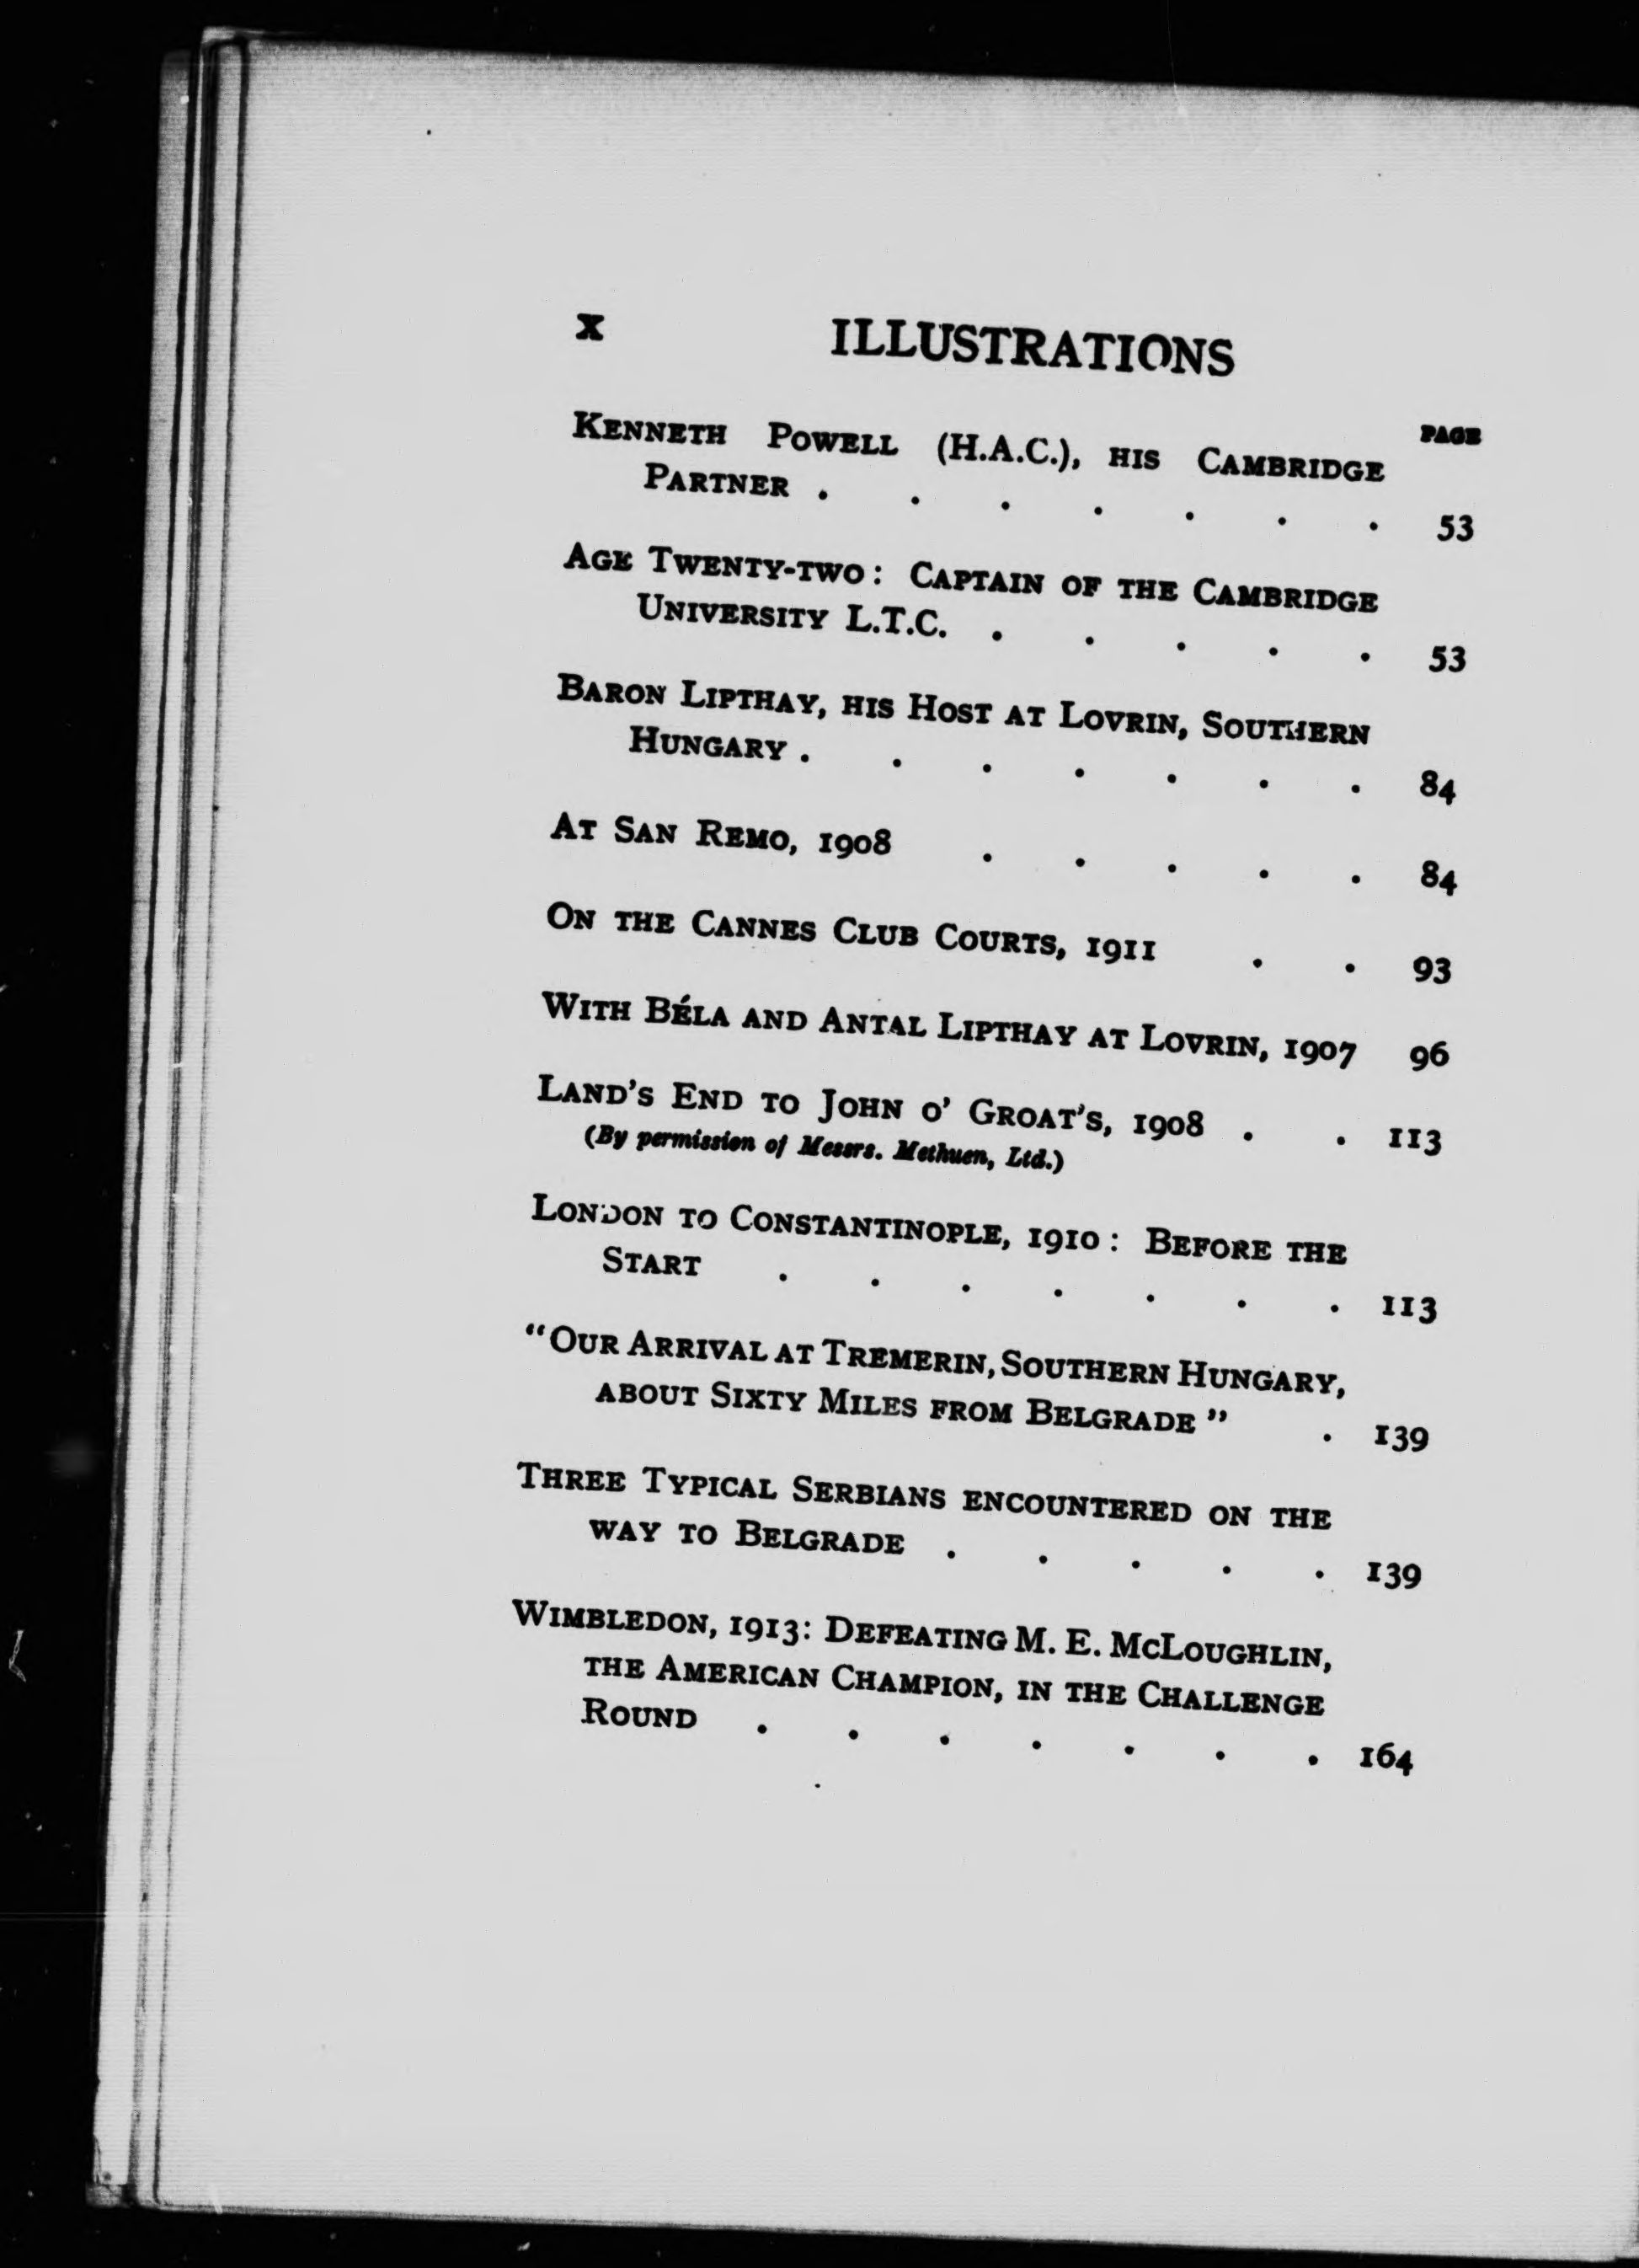 x ILLUSTRATIONS
PAGE
KENNETH POWELL (H.A.C.), HIS CAMBRIDGE
PARTNER . . . . . . . 53
AGE TWENTY-TWO: CAPTAIN OF THE CAMBRIDGE
UNIVERSITY L.T.C. . . . . . 53
BARON LIPTHAY, HIS HOST AT LOVRIN, SOUTHERN
HUNGARY . . . . . . . 84
AT SAN REMO, 1908 . . . . . 84
ON THE CANNES CLUB COURTS, 1911 . . 93
WITH BÉLA AND ANTAL LIPTHAY AT LOVRIN, 1907 96
LAND'S END TO JOHN O' GROAT'S, 1908 . . 113
(By permission of Messrs. Methuen, Ltd.)
LONDON TO CONSTANTINOPLE, 1910: BEFORE THE
START . . . . . . . 113
"OUR ARRIVAL AT TREMERIN, SOUTHERN HUNGARY,
ABOUT SIXTY MILES FROM BELGRADE" . 139
THREE TYPICAL SERBIANS ENCOUNTERED ON THE
WAY TO BELGRADE . . . . . 139
WIMBLEDON, 1913: DEFEATING M. E. McLOUGHLIN,
THE AMERICAN CHAMPION, IN THE CHALLENGE
ROUND . . . . . . . 164